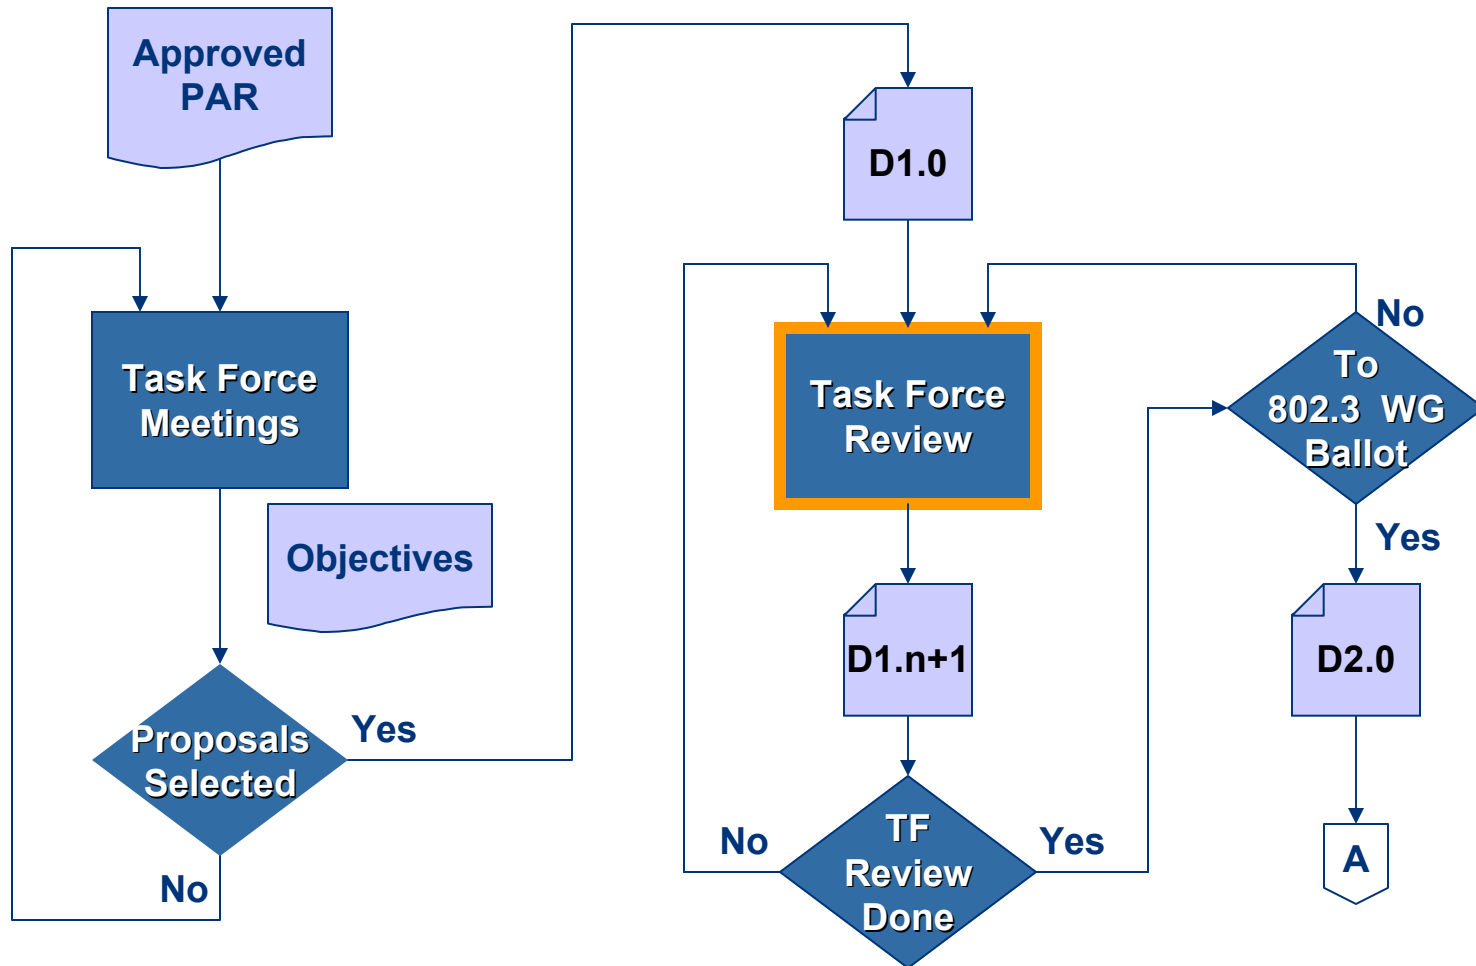 Approved
PAR
Task Force
Meetings
Objectives
Proposals
Selected
Yes
No
D1.0
Task Force
Review
D1.n+1
TF
Review
Done
No
Yes
To
802.3 WG
Ballot
No
Yes
D2.0
A